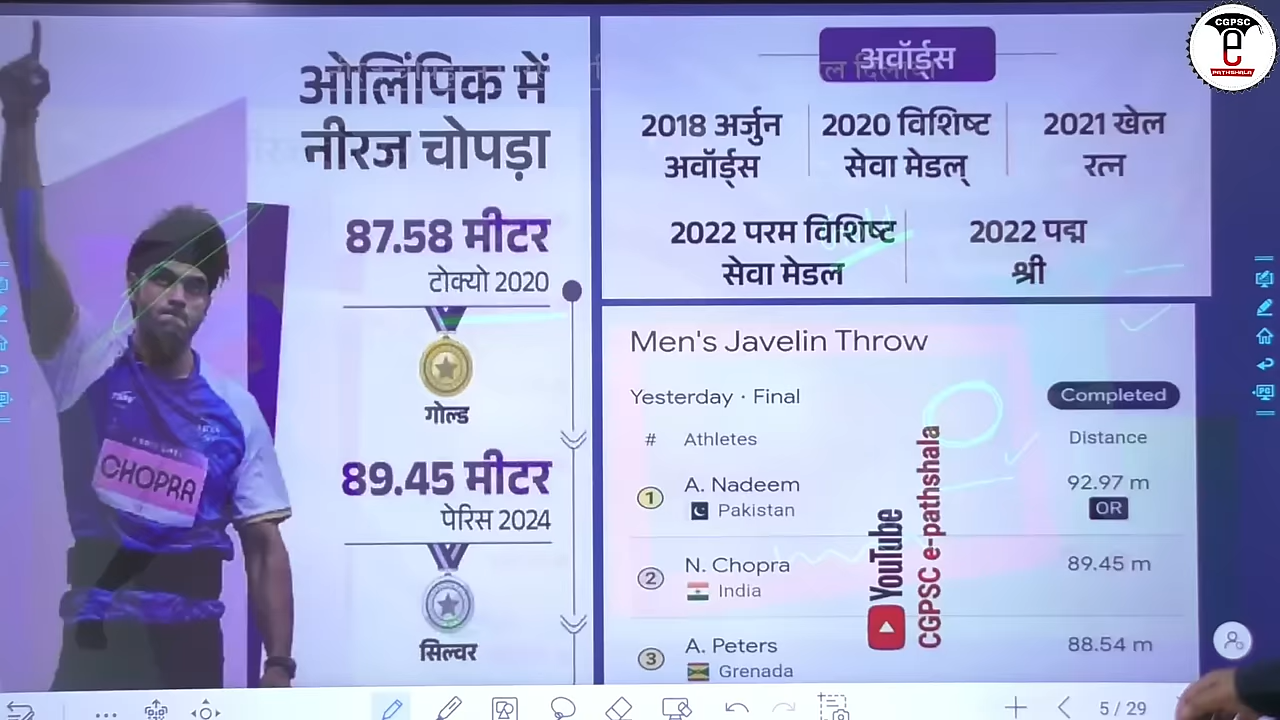 CGPSC
e
PATHSHALA
ओलिंपिक में
नीरज चोपड़ा
87.58 मीटर
टोक्यो 2020
गोल्ड
89.45 मीटर
पेरिस 2024
सिल्वर
CHOPRA
अवॉर्ड्स
2018 अर्जुन
अवॉर्ड्स
2020 विशिष्ट
सेवा मेडल्
2021 खेल
रत्न
2022 परम विशिष्ट
सेवा मेडल
2022 पद्म
श्री
Men's Javelin Throw
Yesterday · Final
Completed
# Athletes Distance
1 A. Nadeem 92.97 m
Pakistan OR
2 N. Chopra 89.45 m
India
3 A. Peters 88.54 m
Grenada
YouTube
CGPSC e-pathshala
5 / 29